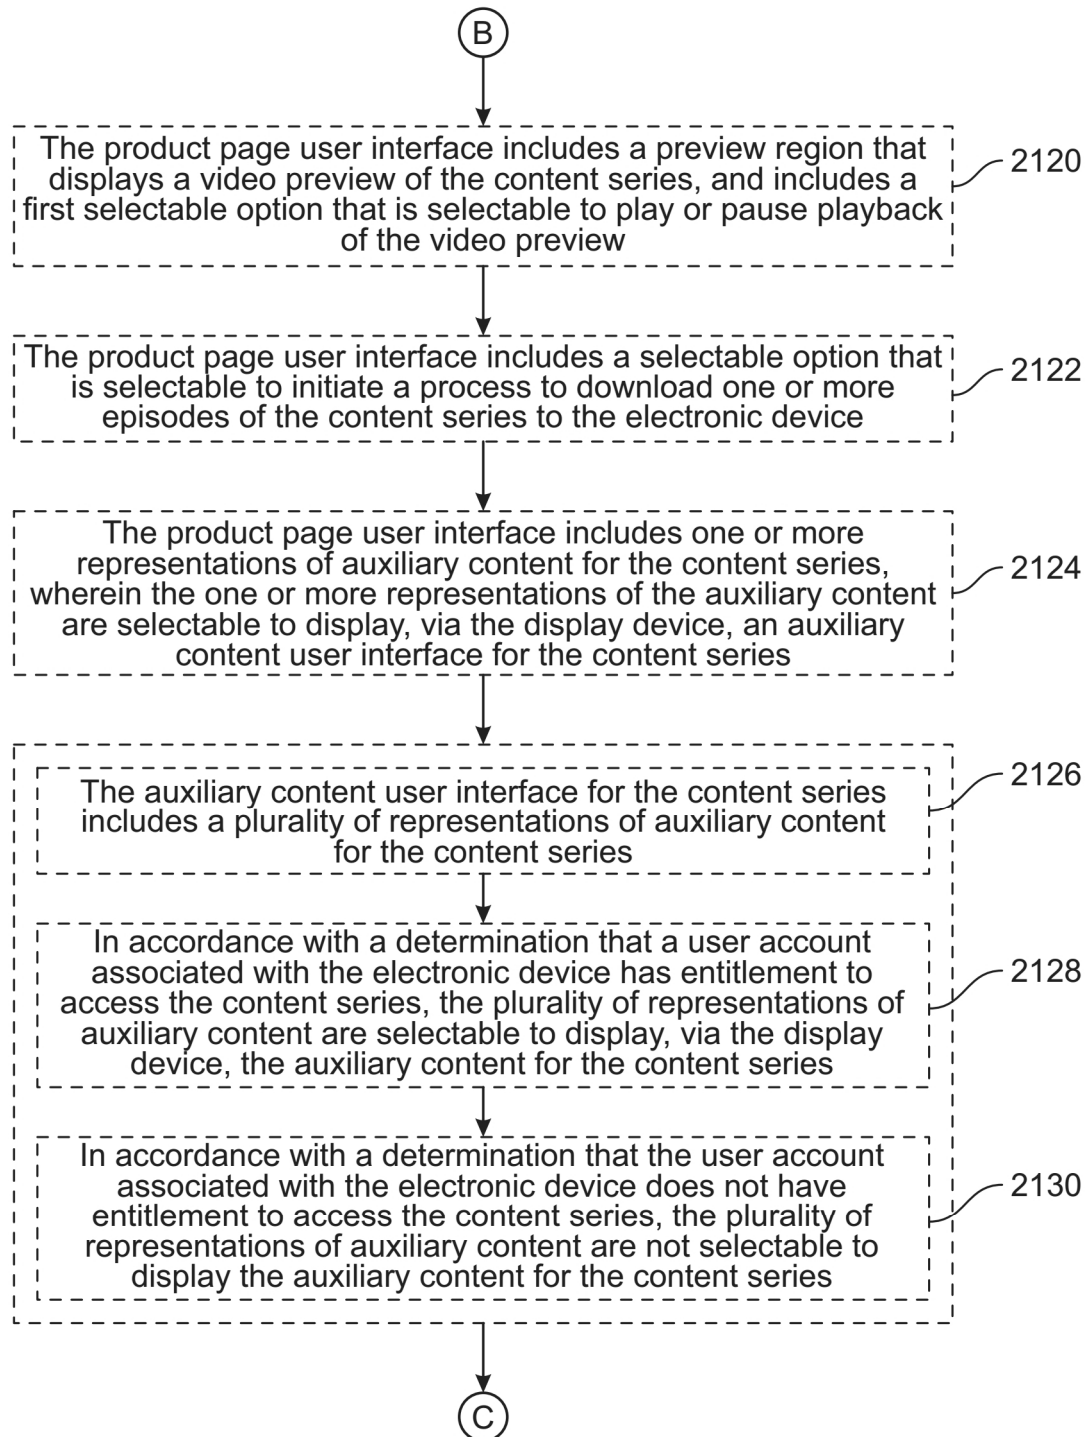 B
The product page user interface includes a preview region that
displays a video preview of the content series, and includes a
first selectable option that is selectable to play or pause playback
of the video preview
2120
The product page user interface includes a selectable option that
is selectable to initiate a process to download one or more
episodes of the content series to the electronic device
2122
The product page user interface includes one or more
representations of auxiliary content for the content series,
wherein the one or more representations of the auxiliary content
are selectable to display, via the display device, an auxiliary
content user interface for the content series
2124
The auxiliary content user interface for the content series
includes a plurality of representations of auxiliary content
for the content series
2126
In accordance with a determination that a user account
associated with the electronic device has entitlement to
access the content series, the plurality of representations of
auxiliary content are selectable to display, via the display
device, the auxiliary content for the content series
2128
In accordance with a determination that the user account
associated with the electronic device does not have
entitlement to access the content series, the plurality of
representations of auxiliary content are not selectable to
display the auxiliary content for the content series
2130
C